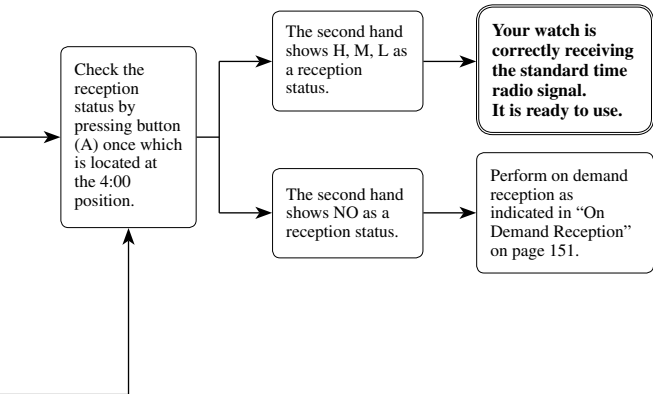 Check the
reception
status by
pressing button
(A) once which
is located at
the 4:00
position.
The second hand
shows H, M, L as
a reception
status.
Your watch is
correctly receiving
the standard time
radio signal.
It is ready to use.
The second hand
shows NO as a
reception status.
Perform on demand
reception as
indicated in “On
Demand Reception”
on page 151.